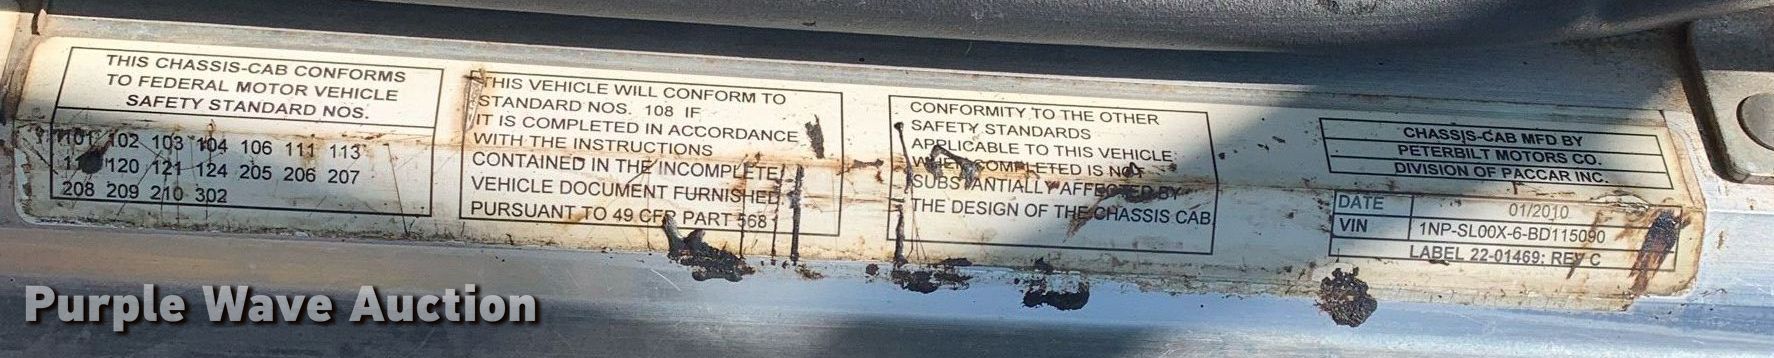 THIS CHASSIS-CAB CONFORMS
TO FEDERAL MOTOR VEHICLE
SAFETY STANDARD NOS.
101 102 103 104 106 111 113
120 121 124 205 206 207
208 209 210 302
THIS VEHICLE WILL CONFORM TO
STANDARD NOS. 108 IF
IT IS COMPLETED IN ACCORDANCE
WITH THE INSTRUCTIONS
CONTAINED IN THE INCOMPLETE
VEHICLE DOCUMENT FURNISHED
PURSUANT TO 49 CFR PART 568
CONFORMITY TO THE OTHER
SAFETY STANDARDS
APPLICABLE TO THIS VEHICLE
WHEN COMPLETED IS NOT
SUBSTANTIALLY AFFECTED BY
THE DESIGN OF THE CHASSIS CAB
CHASSIS-CAB MFD BY
PETERBILT MOTORS CO.
DIVISION OF PACCAR INC.
DATE 01/2010
VIN 1NP-SL00X-6-BD115090
LABEL 22-01469: REV C
Purple Wave Auction